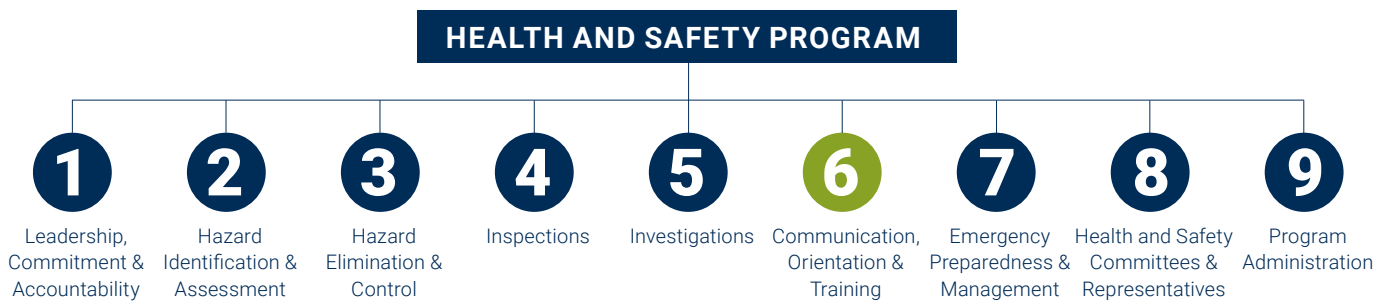 HEALTH AND SAFETY PROGRAM
1
Leadership,
Commitment &
Accountability
2
Hazard
Identification &
Assessment
3
Hazard
Elimination &
Control
4
Inspections
5
Investigations
6
Communication,
Orientation &
Training
7
Emergency
Preparedness &
Management
8
Health and Safety
Committees &
Representatives
9
Program
Administration